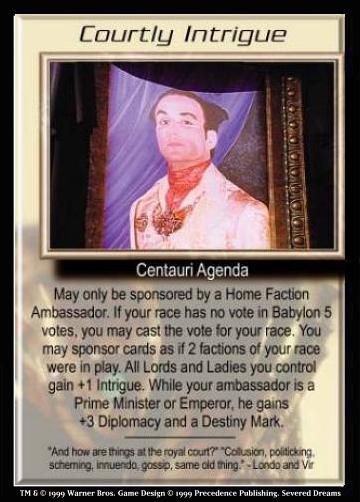 Courtly Intrigue
Centauri Agenda
May only be sponsored by a Home Faction
Ambassador. If your race has no vote in Babylon 5
votes, you may cast the vote for your race. You
may sponsor cards as if 2 factions of your race
were in play. All Lords and Ladies you control
gain +1 Intrigue. While your ambassador is a
Prime Minister or Emperor, he gains
+3 Diplomacy and a Destiny Mark.
"And how are things at the royal court?" "Collusion, politicking,
scheming, innuendo, gossip, same old thing." - Londo and Vir
TM & © 1999 Warner Bros. Game Design © 1999 Precedence Publishing. Severed Dreams